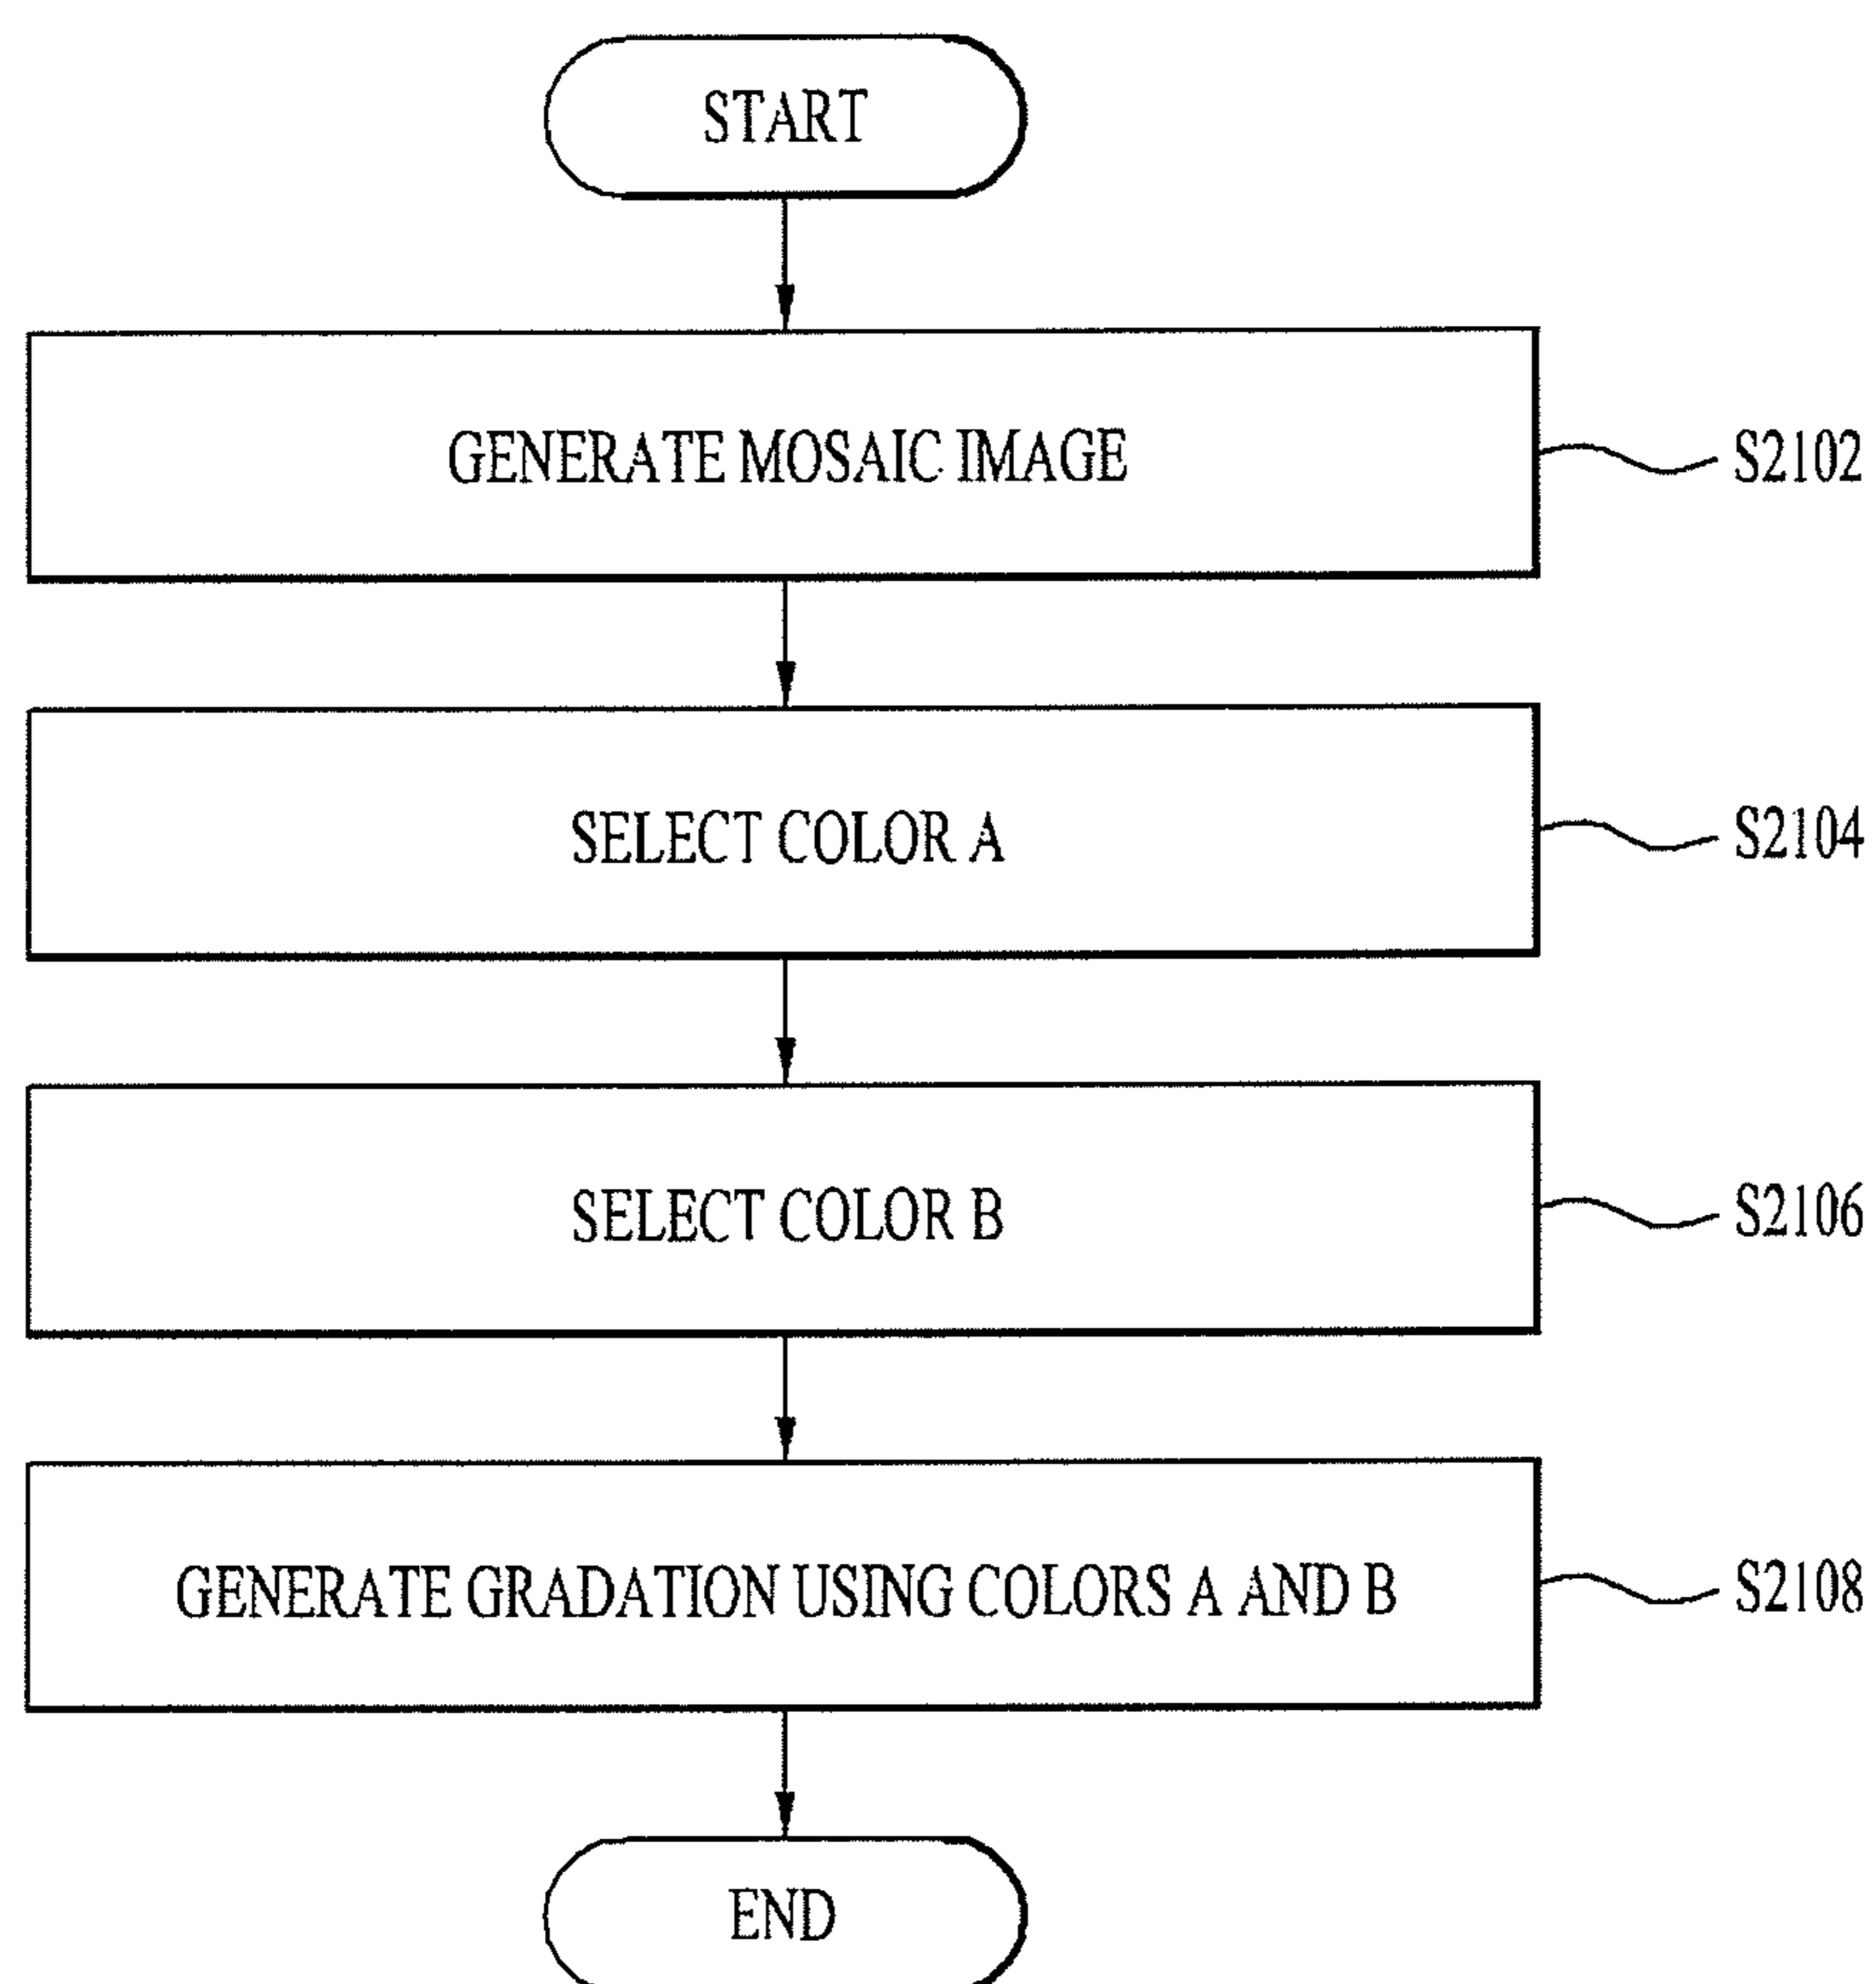 START
GENERATE MOSAIC IMAGE
S2102
SELECT COLOR A
S2104
SELECT COLOR B
S2106
GENERATE GRADATION USING COLORS A AND B
S2108
END